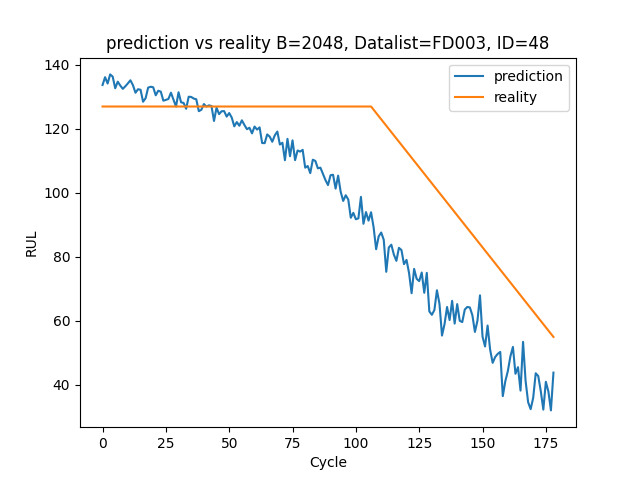 prediction vs reality B=2048, Datalist=FD003, ID=48
prediction
reality
RUL
140
120
100
80
60
40
0 25 50 75 100 125 150 175
Cycle